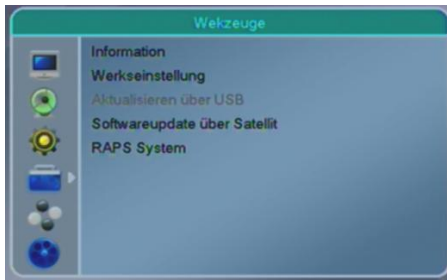 Wekzeuge
Information
Werkseinstellung
Aktualisieren über USB
Softwareupdate über Satellit
RAPS System